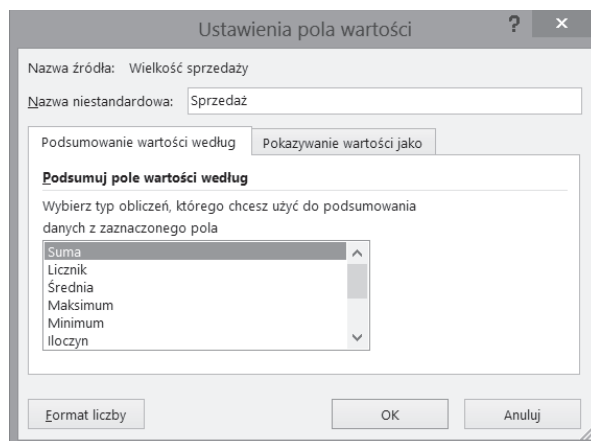 Ustawienia pola wartości ? ×
Nazwa źródła: Wielkość sprzedaży
Nazwa niestandardowa: Sprzedaż
Podsumowanie wartości według Pokazywanie wartości jako
Podsumuj pole wartości według
Wybierz typ obliczeń, którego chcesz użyć do podsumowania
danych z zaznaczonego pola
Suma
Licznik
Średnia
Maksimum
Minimum
Iloczyn
Format liczby OK Anuluj